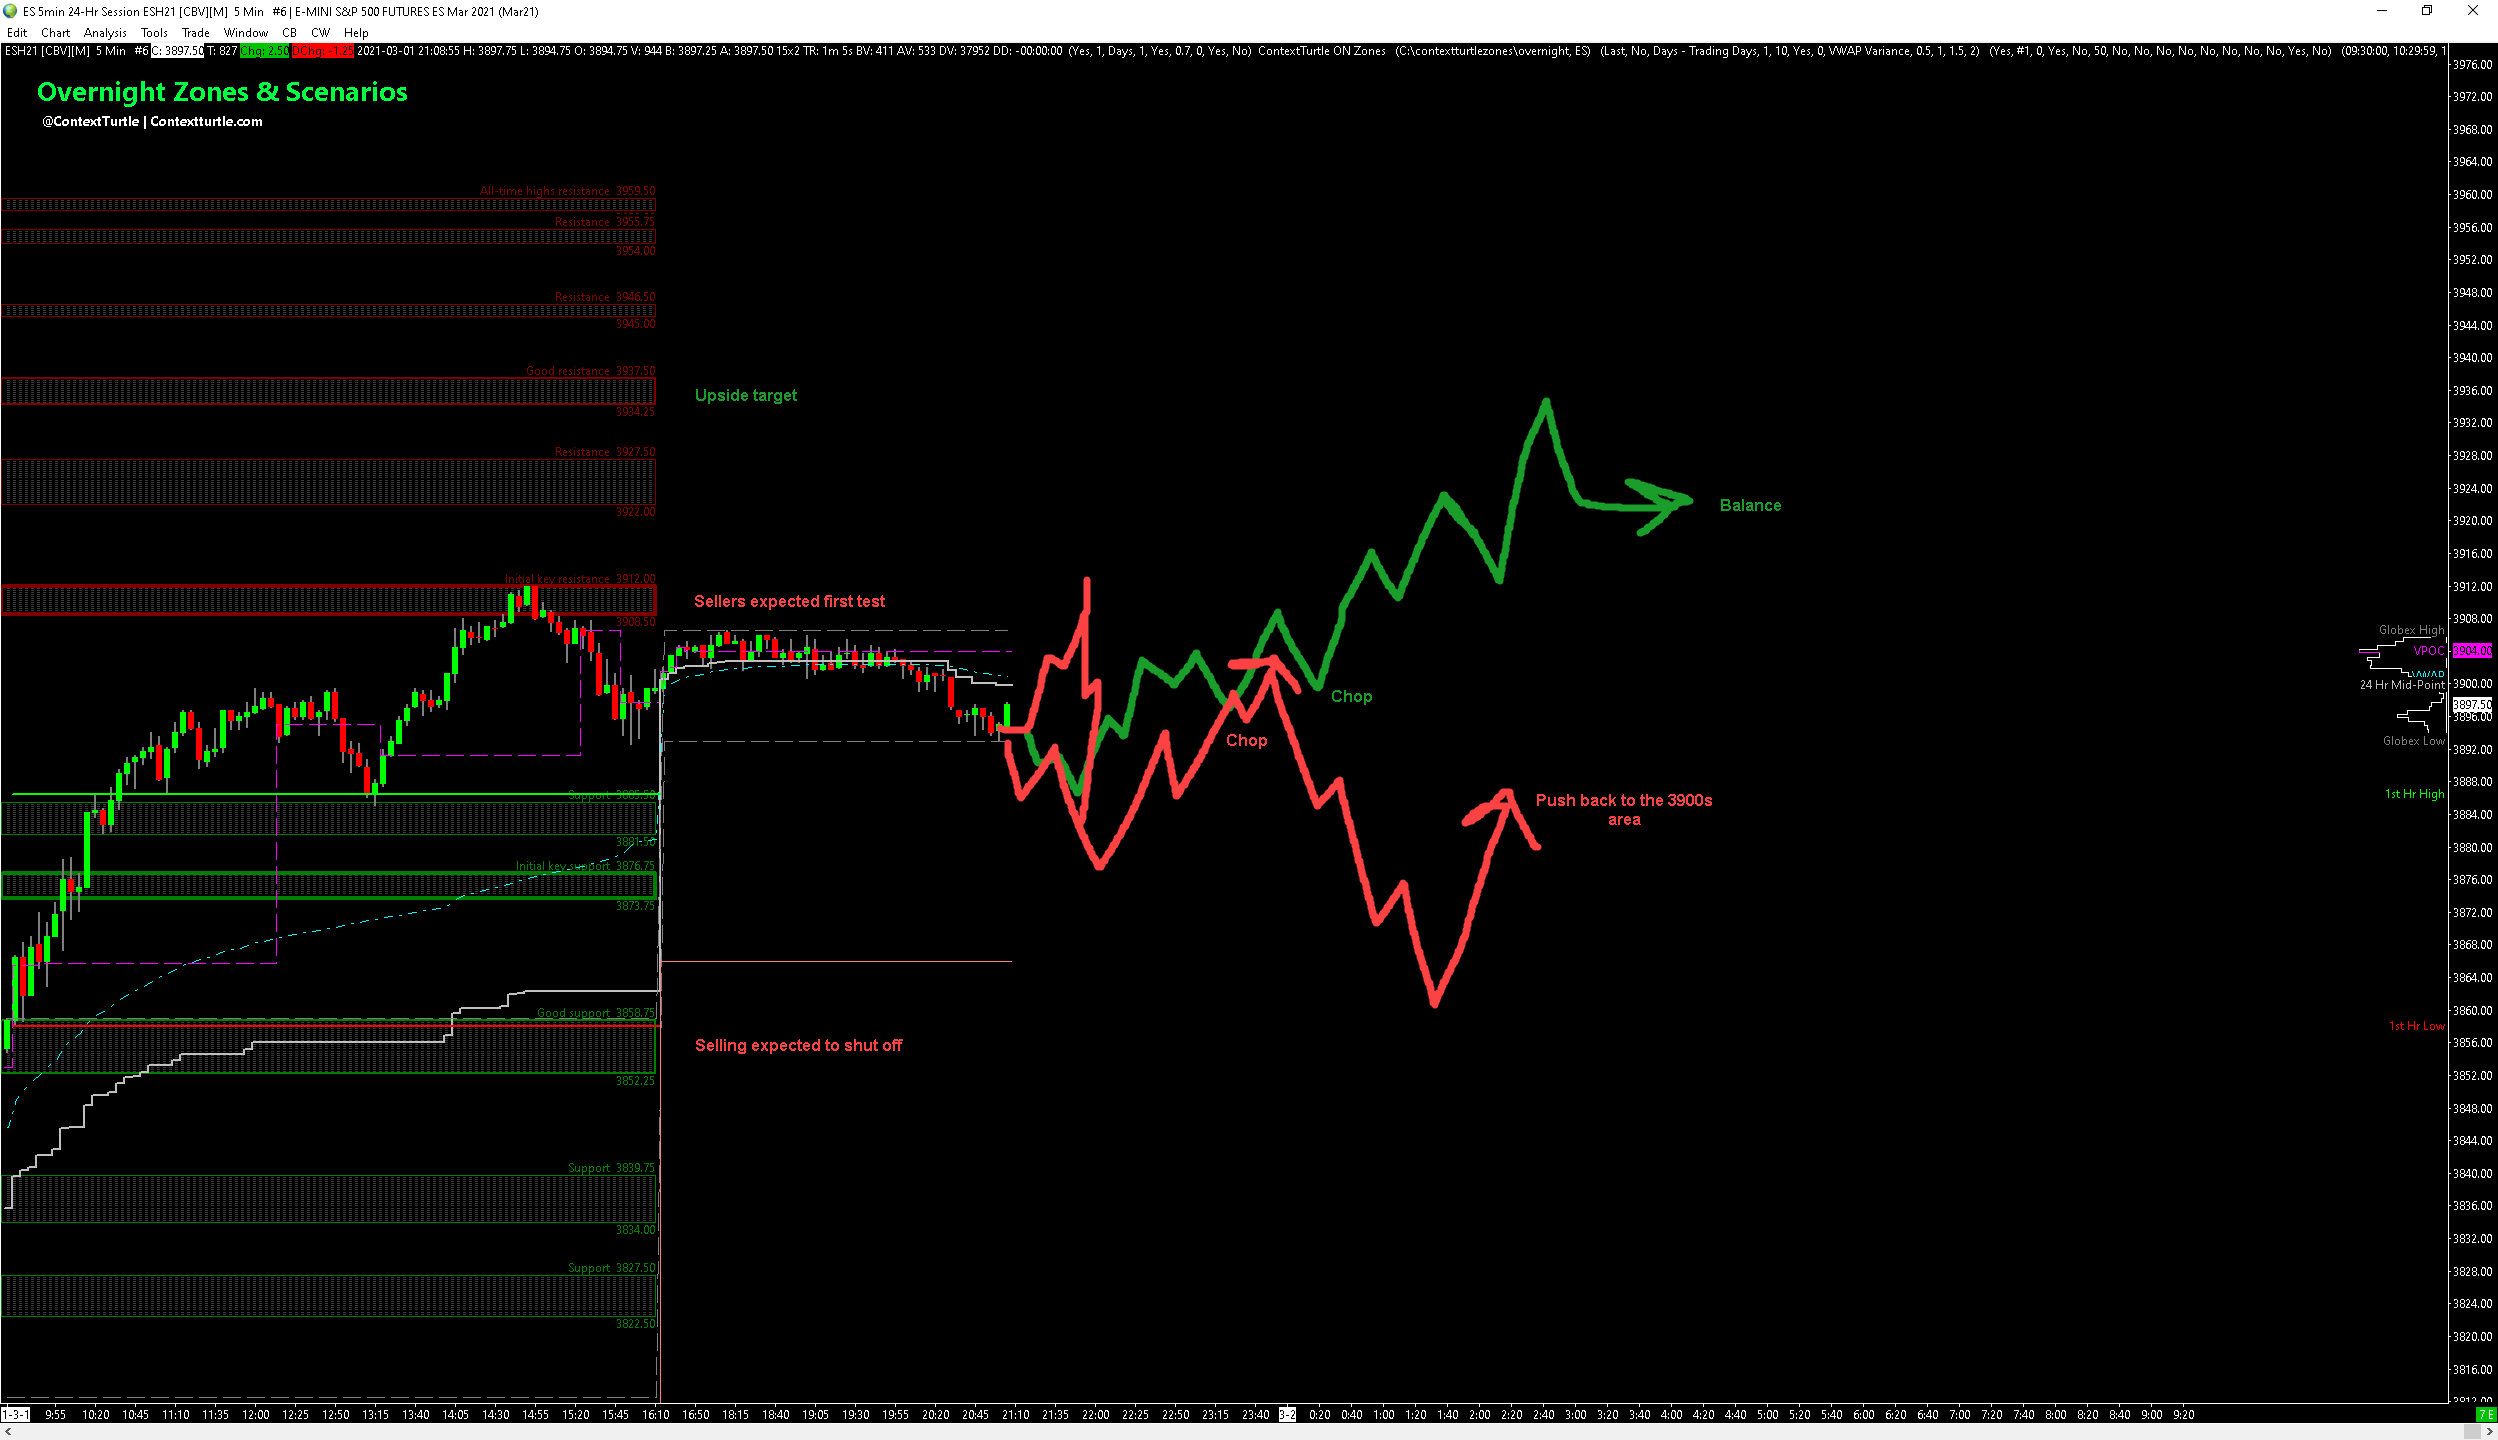 ES 5min 24-Hr Session ESH21 [CBV][M]  5 Min   #6 | E-MINI S&P 500 FUTURES ES Mar 2021 (Mar21)
Edit   Chart   Analysis   Tools   Trade   Window   CB   CW   Help
ESH21 [CBV][M]  5 Min   #6 C: 3897.50 T: 827 Chg: 2.50 DChg: -1.25 2021-03-01 21:08:55 H: 3897.75 L: 3894.75 O: 3894.75 V: 944 B: 3897.25 A: 3897.50 15x2 TR: 1m 5s BV: 411 AV: 533 DV: 37952 DD: -00:00:00  (Yes, 1, Days, 1, Yes, 0.7, 0, Yes, No)  ContextTurtle ON Zones   (C:\contextturtlezones\overnight, ES)   (Last, No, Days - Trading Days, 1, 10, Yes, 0, VWAP Variance, 0.5, 1, 1.5, 2)   (Yes, #1, 0, Yes, No, 50, No, No, No, No, No, No, No, No, Yes, No)   (09:30:00, 10:29:59, 1
Overnight Zones & Scenarios
@ContextTurtle | Contextturtle.com
All-time highs resistance  3959.50
Resistance  3955.75
3954.00
Resistance  3946.50
3945.00
Good resistance  3937.50
Upside target
3934.25
Resistance  3927.50
Balance
3922.00
Initial key resistance  3912.00
Sellers expected first test
3908.50
Chop
Chop
Support  3885.50
Push back to the 3900s
area
3881.50
Initial key support  3876.75
3873.75
Good support  3858.75
Selling expected to shut off
3852.25
Support  3839.75
3834.00
Support  3827.50
3822.50
Globex High
VPOC
VWAP
24 Hr Mid-Point
Globex Low
1st Hr High
1st Hr Low
3976.00
3972.00
3968.00
3964.00
3960.00
3956.00
3952.00
3948.00
3944.00
3940.00
3936.00
3932.00
3928.00
3924.00
3920.00
3916.00
3912.00
3908.00
3904.00
3900.00
3897.50
3896.00
3892.00
3888.00
3884.00
3880.00
3876.00
3872.00
3868.00
3864.00
3860.00
3856.00
3852.00
3848.00
3844.00
3840.00
3836.00
3832.00
3828.00
3824.00
3820.00
3816.00
3812.00
1-3-1 9:55 10:20 10:45 11:10 11:35 12:00 12:25 12:50 13:15 13:40 14:05 14:30 14:55 15:20 15:45 16:10 16:50 18:15 18:40 19:05 19:30 19:55 20:20 20:45 21:10 21:35 22:00 22:25 22:50 23:15 23:40 3-2 0:20 0:40 1:00 1:20 1:40 2:00 2:20 2:40 3:00 3:20 3:40 4:00 4:20 4:40 5:00 5:20 5:40 6:00 6:20 6:40 7:00 7:20 7:40 8:00 8:20 8:40 9:00 9:20 7 E